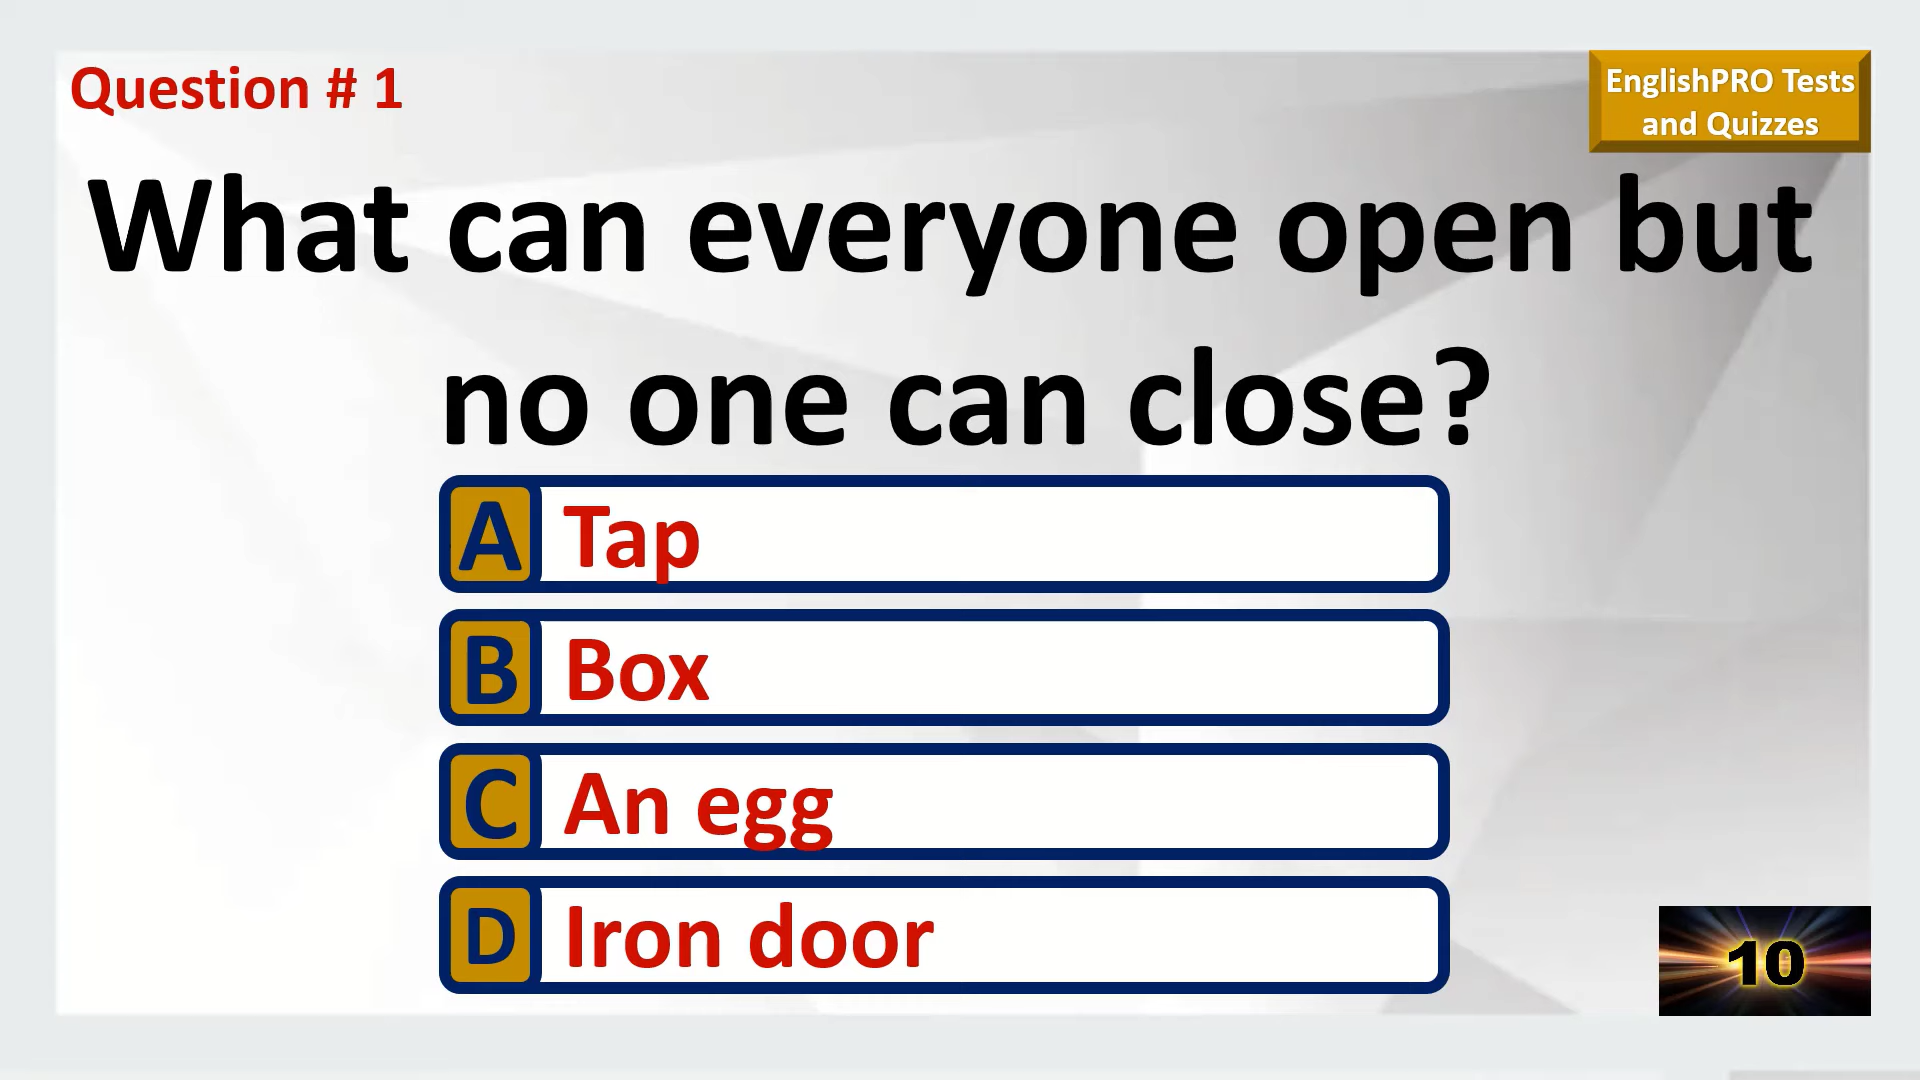 Question # 1
EnglishPRO Tests
and Quizzes
What can everyone open but
no one can close?
A Tap
B Box
C An egg
D Iron door
10